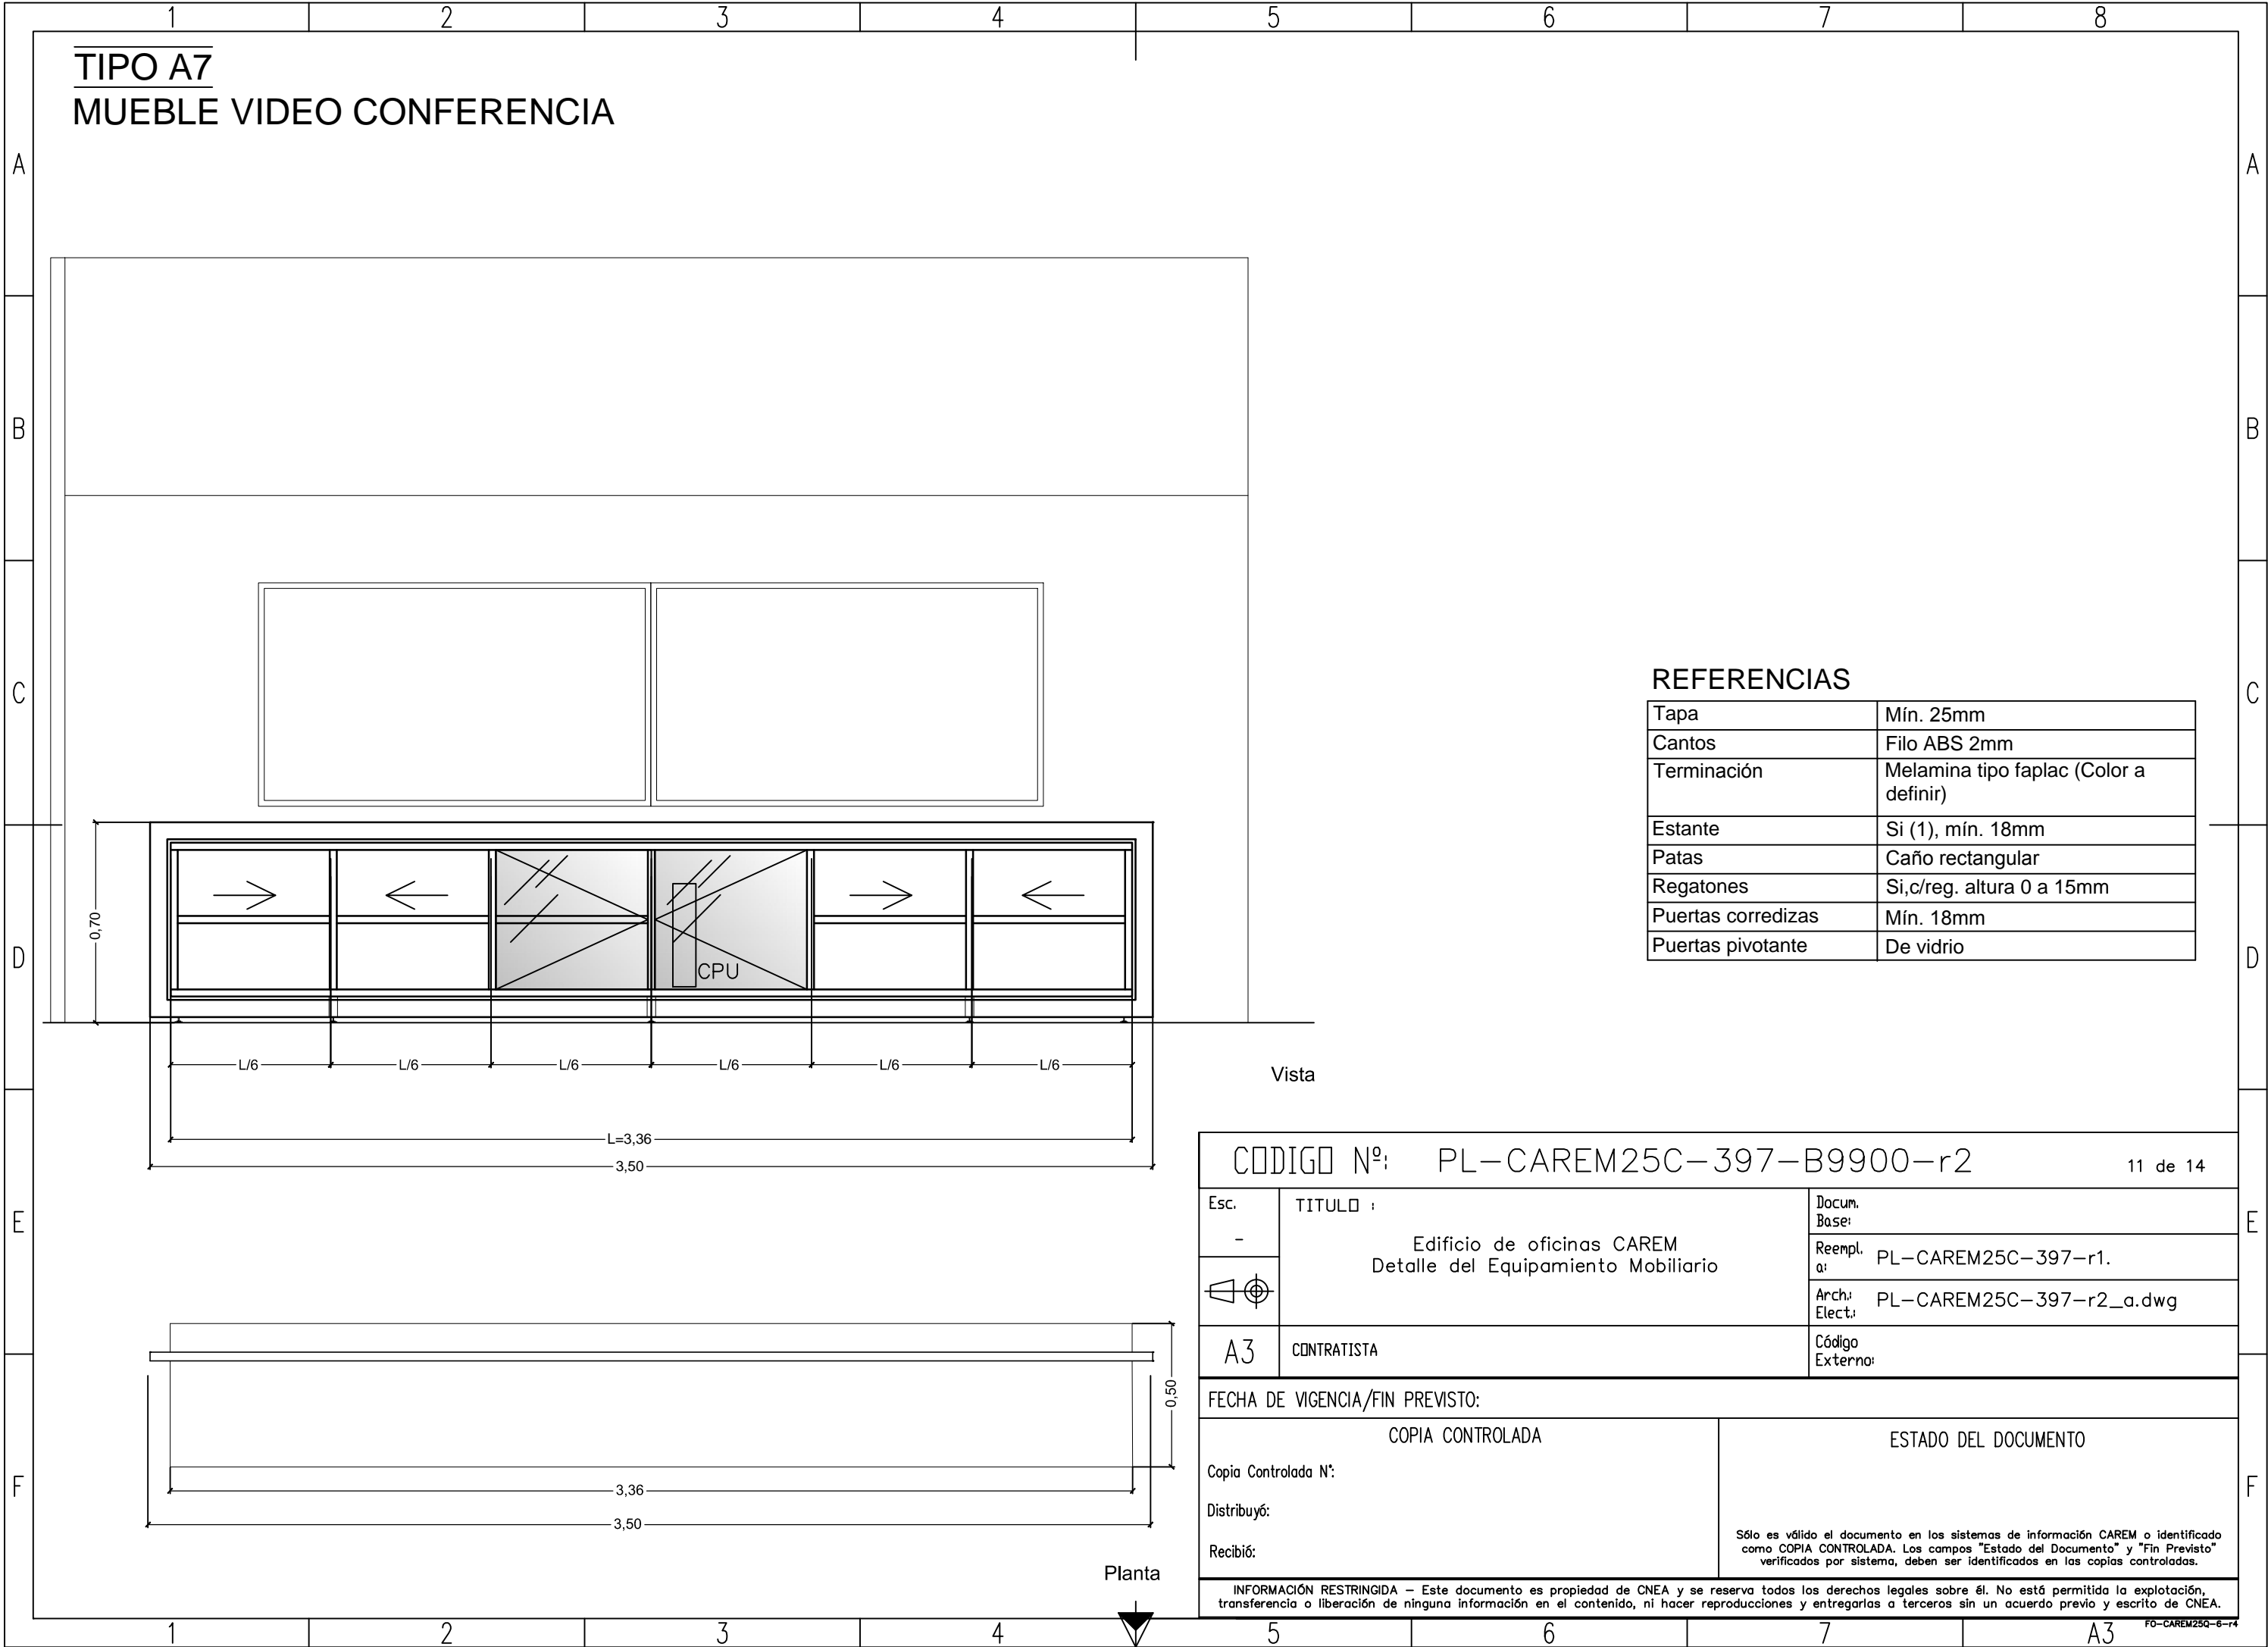 1 2 3 4 5 6 7 8
TIPO A7
MUEBLE VIDEO CONFERENCIA
A A
B B
C C
D D
E E
F F
0,70
CPU
L/6 L/6 L/6 L/6 L/6 L/6
L=3,36
3,50
Vista
REFERENCIAS
Tapa Mín. 25mm
Cantos Filo ABS 2mm
Terminación Melamina tipo faplac (Color a
definir)
Estante Si (1), mín. 18mm
Patas Caño rectangular
Regatones Si,c/reg. altura 0 a 15mm
Puertas corredizas Mín. 18mm
Puertas pivotante De vidrio
0,50
3,36
3,50
Planta
CODIGO Nº: PL-CAREM25C-397-B9900-r2 11 de 14
Esc.
-
TITULO :
Edificio de oficinas CAREM
Detalle del Equipamiento Mobiliario
Docum.
Base:
Reempl.
a: PL-CAREM25C-397-r1.
Arch.:
Elect.: PL-CAREM25C-397-r2_a.dwg
A3 CONTRATISTA
Código
Externo:
FECHA DE VIGENCIA/FIN PREVISTO:
COPIA CONTROLADA
Copia Controlada N°:
Distribuyó:
Recibió:
ESTADO DEL DOCUMENTO
Sólo es válido el documento en los sistemas de información CAREM o identificado
como COPIA CONTROLADA. Los campos "Estado del Documento" y "Fin Previsto"
verificados por sistema, deben ser identificados en las copias controladas.
INFORMACIÓN RESTRINGIDA – Este documento es propiedad de CNEA y se reserva todos los derechos legales sobre él. No está permitida la explotación,
transferencia o liberación de ninguna información en el contenido, ni hacer reproducciones y entregarlas a terceros sin un acuerdo previo y escrito de CNEA.
1 2 3 4 5 6 7 A3
FO-CAREM25Q-6-r4